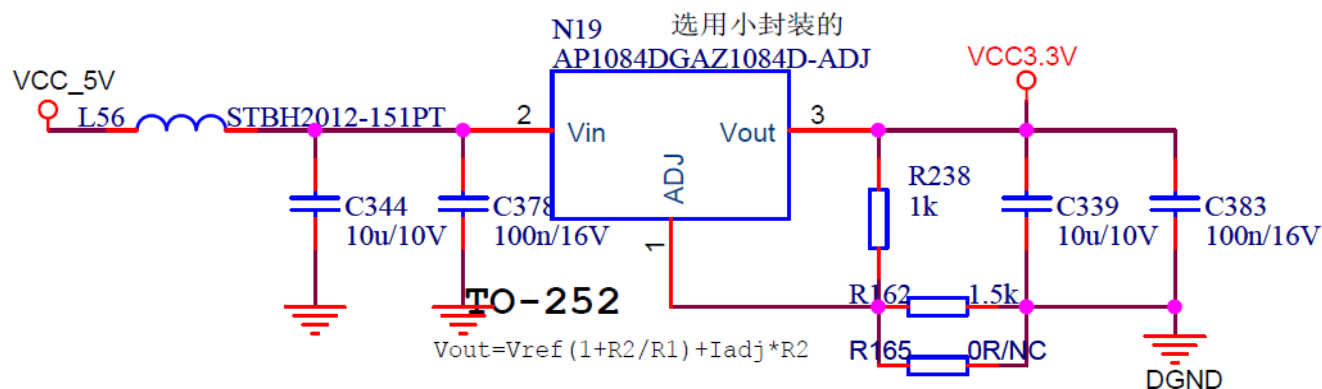 N19 选用小封装的
AP1084DGAZ1084D-ADJ
VCC3.3V
VCC_5V
L56 STBH2012-151PT
2 Vin Vout 3
ADJ
1
R238
1k
C344
10u/10V
C378
100n/16V
C339
10u/10V
C383
100n/16V
TO-252
R162 1.5k
Vout=Vref(1+R2/R1)+Iadj*R2
R165 0R/NC
DGND